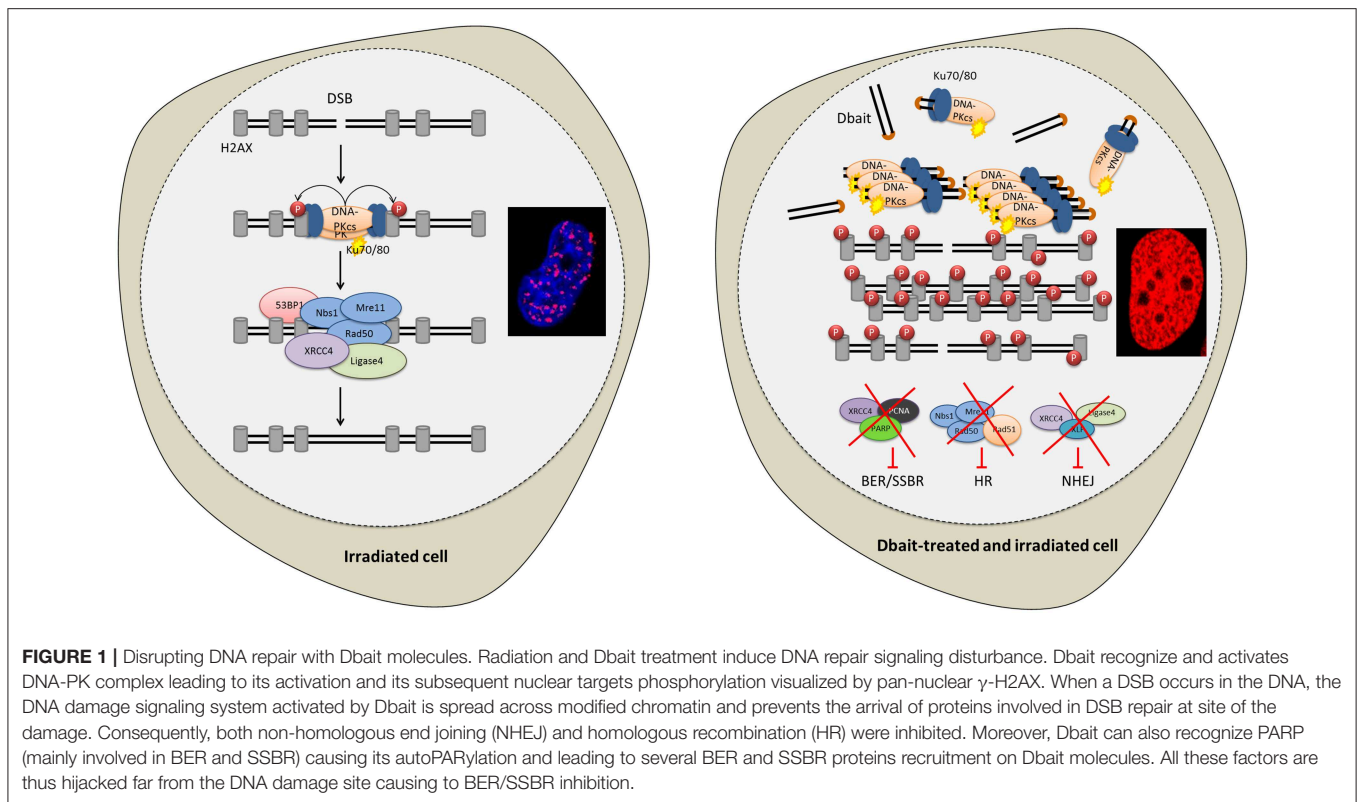 DSB
H2AX
P
P
DNA-
PKcs
PK
Ku70/80
53BP1
Nbs1
Mre11
Rad50
XRCC4
Ligase4
Irradiated cell
Ku70/80
DNA-
PKcs
Dbait
DNA-
PKcs
DNA-
DNA-
DNA-
PKcs
DNA-
DNA-
DNA-
DNA-
PKcs
P P P P P
P
P P P P P P P
P P P P P P
P P P P P
P
XRCC4
PCNA
PARP
Nbs1
Mre11
Rad50
Rad51
XRCC4
Ligase4
XLF
BER/SSBR
HR
NHEJ
Dbait-treated and irradiated cell
FIGURE 1 | Disrupting DNA repair with Dbait molecules. Radiation and Dbait treatment induce DNA repair signaling disturbance. Dbait recognize and activates
DNA-PK complex leading to its activation and its subsequent nuclear targets phosphorylation visualized by pan-nuclear γ-H2AX. When a DSB occurs in the DNA, the
DNA damage signaling system activated by Dbait is spread across modified chromatin and prevents the arrival of proteins involved in DSB repair at site of the
damage. Consequently, both non-homologous end joining (NHEJ) and homologous recombination (HR) were inhibited. Moreover, Dbait can also recognize PARP
(mainly involved in BER and SSBR) causing its autoPARylation and leading to several BER and SSBR proteins recruitment on Dbait molecules. All these factors are
thus hijacked far from the DNA damage site causing to BER/SSBR inhibition.